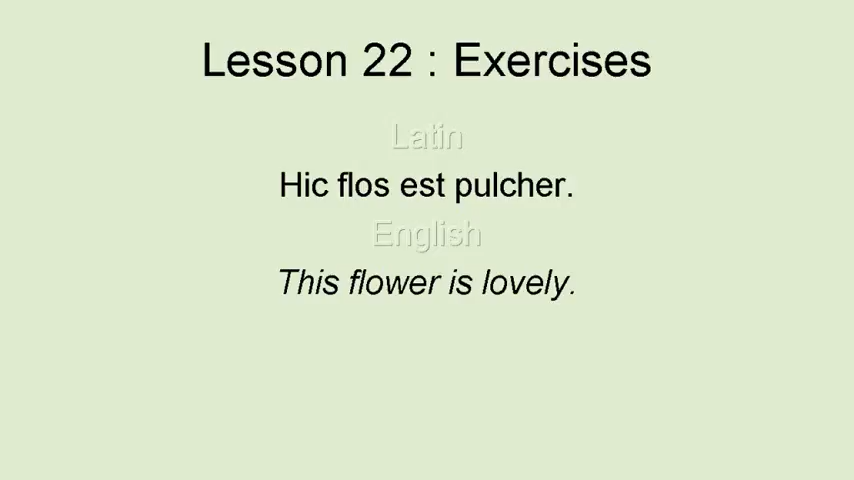 Lesson 22 : Exercises
Latin
Hic flos est pulcher.
English
This flower is lovely.